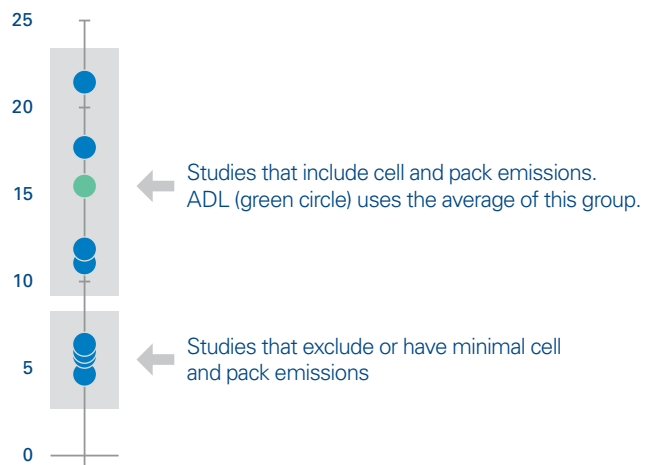 25
20
Studies that include cell and pack emissions.
15
ADL (green circle) uses the average of this group.
10
Studies that exclude or have minimal cell
5
and pack emissions
0